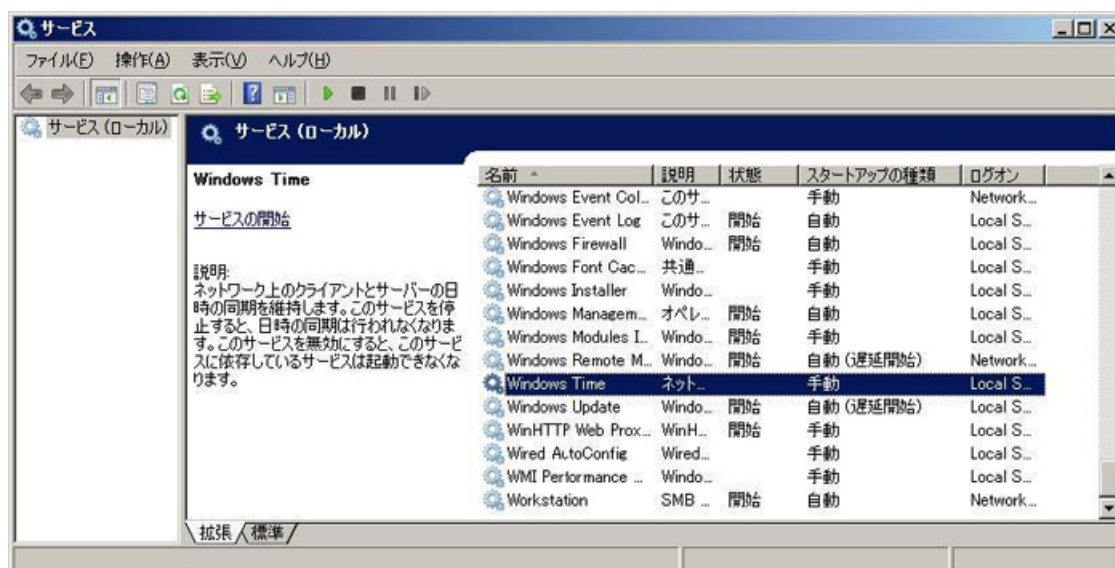 サービス
ファイル(F) 操作(A) 表示(V) ヘルプ(H)
サービス (ローカル)
サービス (ローカル)
Windows Time
サービスの開始
説明:
ネットワーク上のクライアントとサーバーの日
時の同期を維持します。このサービスを停
止すると、日時の同期は行われなくなりま
す。このサービスを無効にすると、このサービ
スに依存しているサービスは起動できなくな
ります。
名前 説明 状態 スタートアップの種類 ログオン
Windows Event Col... このサ... 手動 Network...
Windows Event Log このサ... 開始 自動 Local S...
Windows Firewall Windo... 開始 自動 Local S...
Windows Font Cac... 共通... 手動 Local S...
Windows Installer Windo... 手動 Local S...
Windows Managem... オペレ... 開始 自動 Local S...
Windows Modules I... Windo... 開始 手動 Local S...
Windows Remote M... Windo... 開始 自動 (遅延開始) Network...
Windows Time ネット... 手動 Local S...
Windows Update Windo... 開始 自動 (遅延開始) Local S...
WinHTTP Web Prox... WinH... 開始 手動 Local S...
Wired AutoConfig Wired... 手動 Local S...
WMI Performance ... Windo... 手動 Local S...
Workstation SMB ... 開始 自動 Network...
拡張 標準